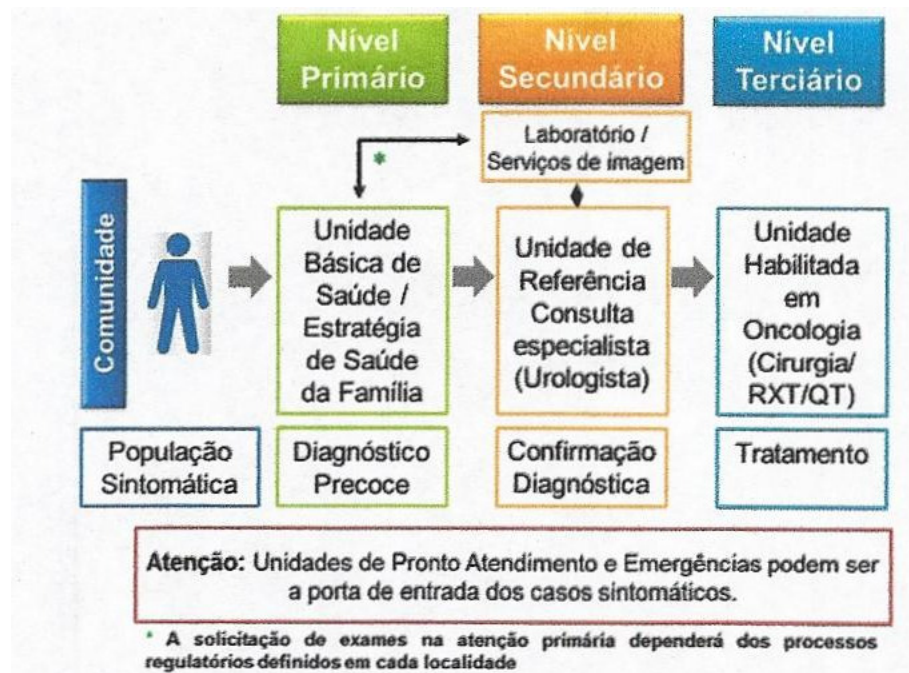 Nível
Primário
Nível
Secundário
Nível
Terciário
Laboratório /
Serviços de imagem
*
Comunidade
Unidade
Básica de
Saúde /
Estratégia
de Saúde
da Família
Unidade de
Referência
Consulta
especialista
(Urologista)
Unidade
Habilitada
em
Oncologia
(Cirurgia/
RXT/QT)
População
Sintomática
Diagnóstico
Precoce
Confirmação
Diagnóstica
Tratamento
Atenção: Unidades de Pronto Atendimento e Emergências podem ser
a porta de entrada dos casos sintomáticos.
* A solicitação de exames na atenção primária dependerá dos processos
regulatórios definidos em cada localidade